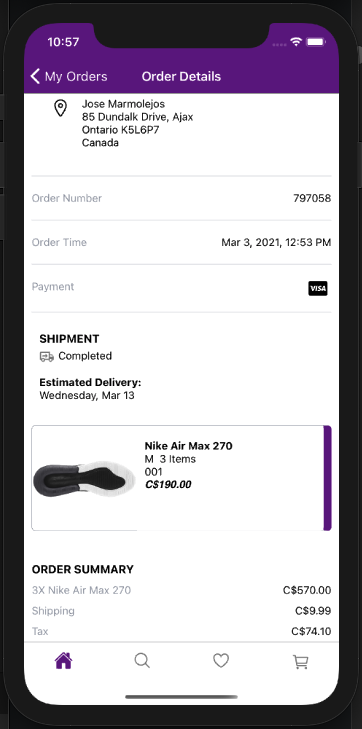 10:57
My Orders
Order Details
Jose Marmolejos
85 Dundalk Drive, Ajax
Ontario K5L6P7
Canada
Order Number 797058
Order Time Mar 3, 2021, 12:53 PM
Payment VISA
SHIPMENT
Completed
Estimated Delivery:
Wednesday, Mar 13
Nike Air Max 270
M 3 Items
001
C$190.00
ORDER SUMMARY
3X Nike Air Max 270 C$570.00
Shipping C$9.99
Tax C$74.10